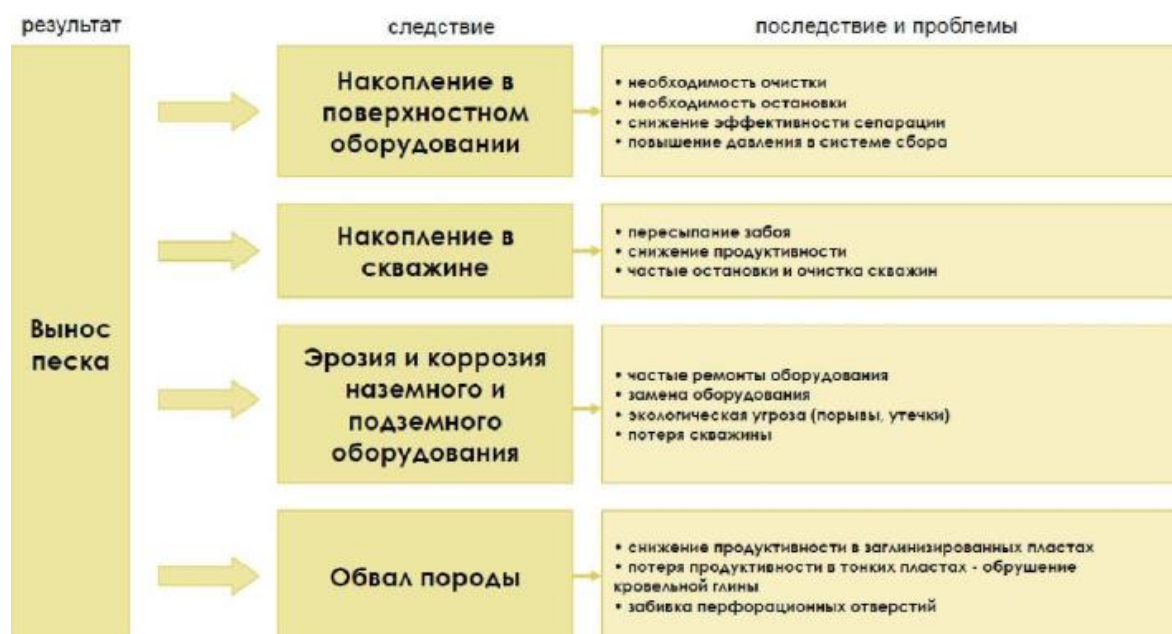 результат
следствие
последствие и проблемы
Вынос
песка
Накопление в
поверхностном
оборудовании
• необходимость очистки
• необходимость остановки
• снижение эффективности сепарации
• повышение давления в системе сбора
Накопление в
скважине
• пересыпание забоя
• снижение продуктивности
• частые остановки и очистка скважин
Эрозия и коррозия
наземного и
подземного
оборудования
• частые ремонты оборудования
• замена оборудования
• экологическая угроза (порывы, утечки)
• потеря скважины
Обвал породы
• снижение продуктивности в заглинизированных пластах
• потеря продуктивности в тонких пластах - обрушение
кровельной глины
• забивка перфорационных отверстий